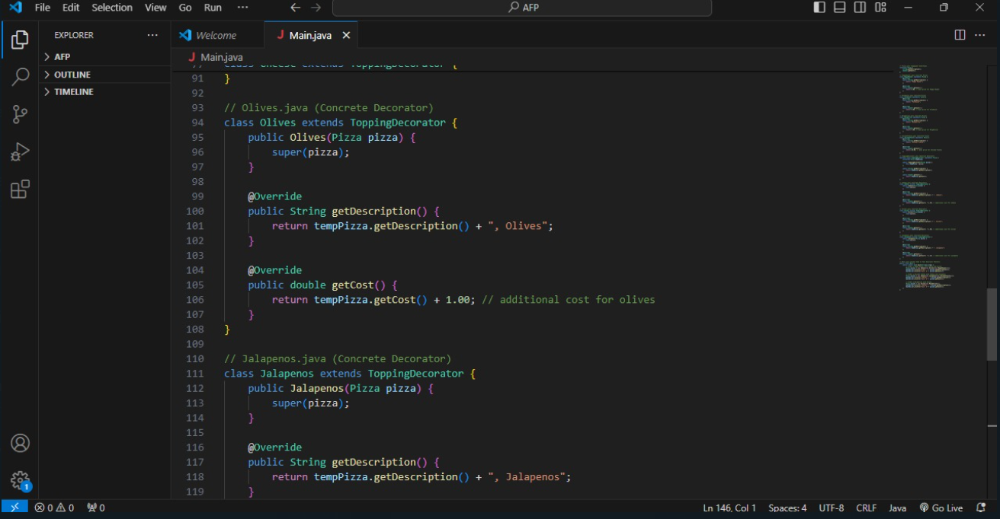 File Edit Selection View Go Run ··· AFP
EXPLORER ···
Welcome
Main.java
AFP
Main.java
OUTLINE
TIMELINE
class Cheese extends ToppingDecorator {
91 }
92
93 // Olives.java (Concrete Decorator)
94 class Olives extends ToppingDecorator {
95 public Olives(Pizza pizza) {
96 super(pizza);
97 }
98
99 @Override
100 public String getDescription() {
101 return tempPizza.getDescription() + ", Olives";
102 }
103
104 @Override
105 public double getCost() {
106 return tempPizza.getCost() + 1.00; // additional cost for olives
107 }
108 }
109
110 // Jalapenos.java (Concrete Decorator)
111 class Jalapenos extends ToppingDecorator {
112 public Jalapenos(Pizza pizza) {
113 super(pizza);
114 }
115
116 @Override
117 public String getDescription() {
118 return tempPizza.getDescription() + ", Jalapenos";
119 }
1
0 0 0 Ln 146, Col 1 Spaces: 4 UTF-8 CRLF Java Go Live